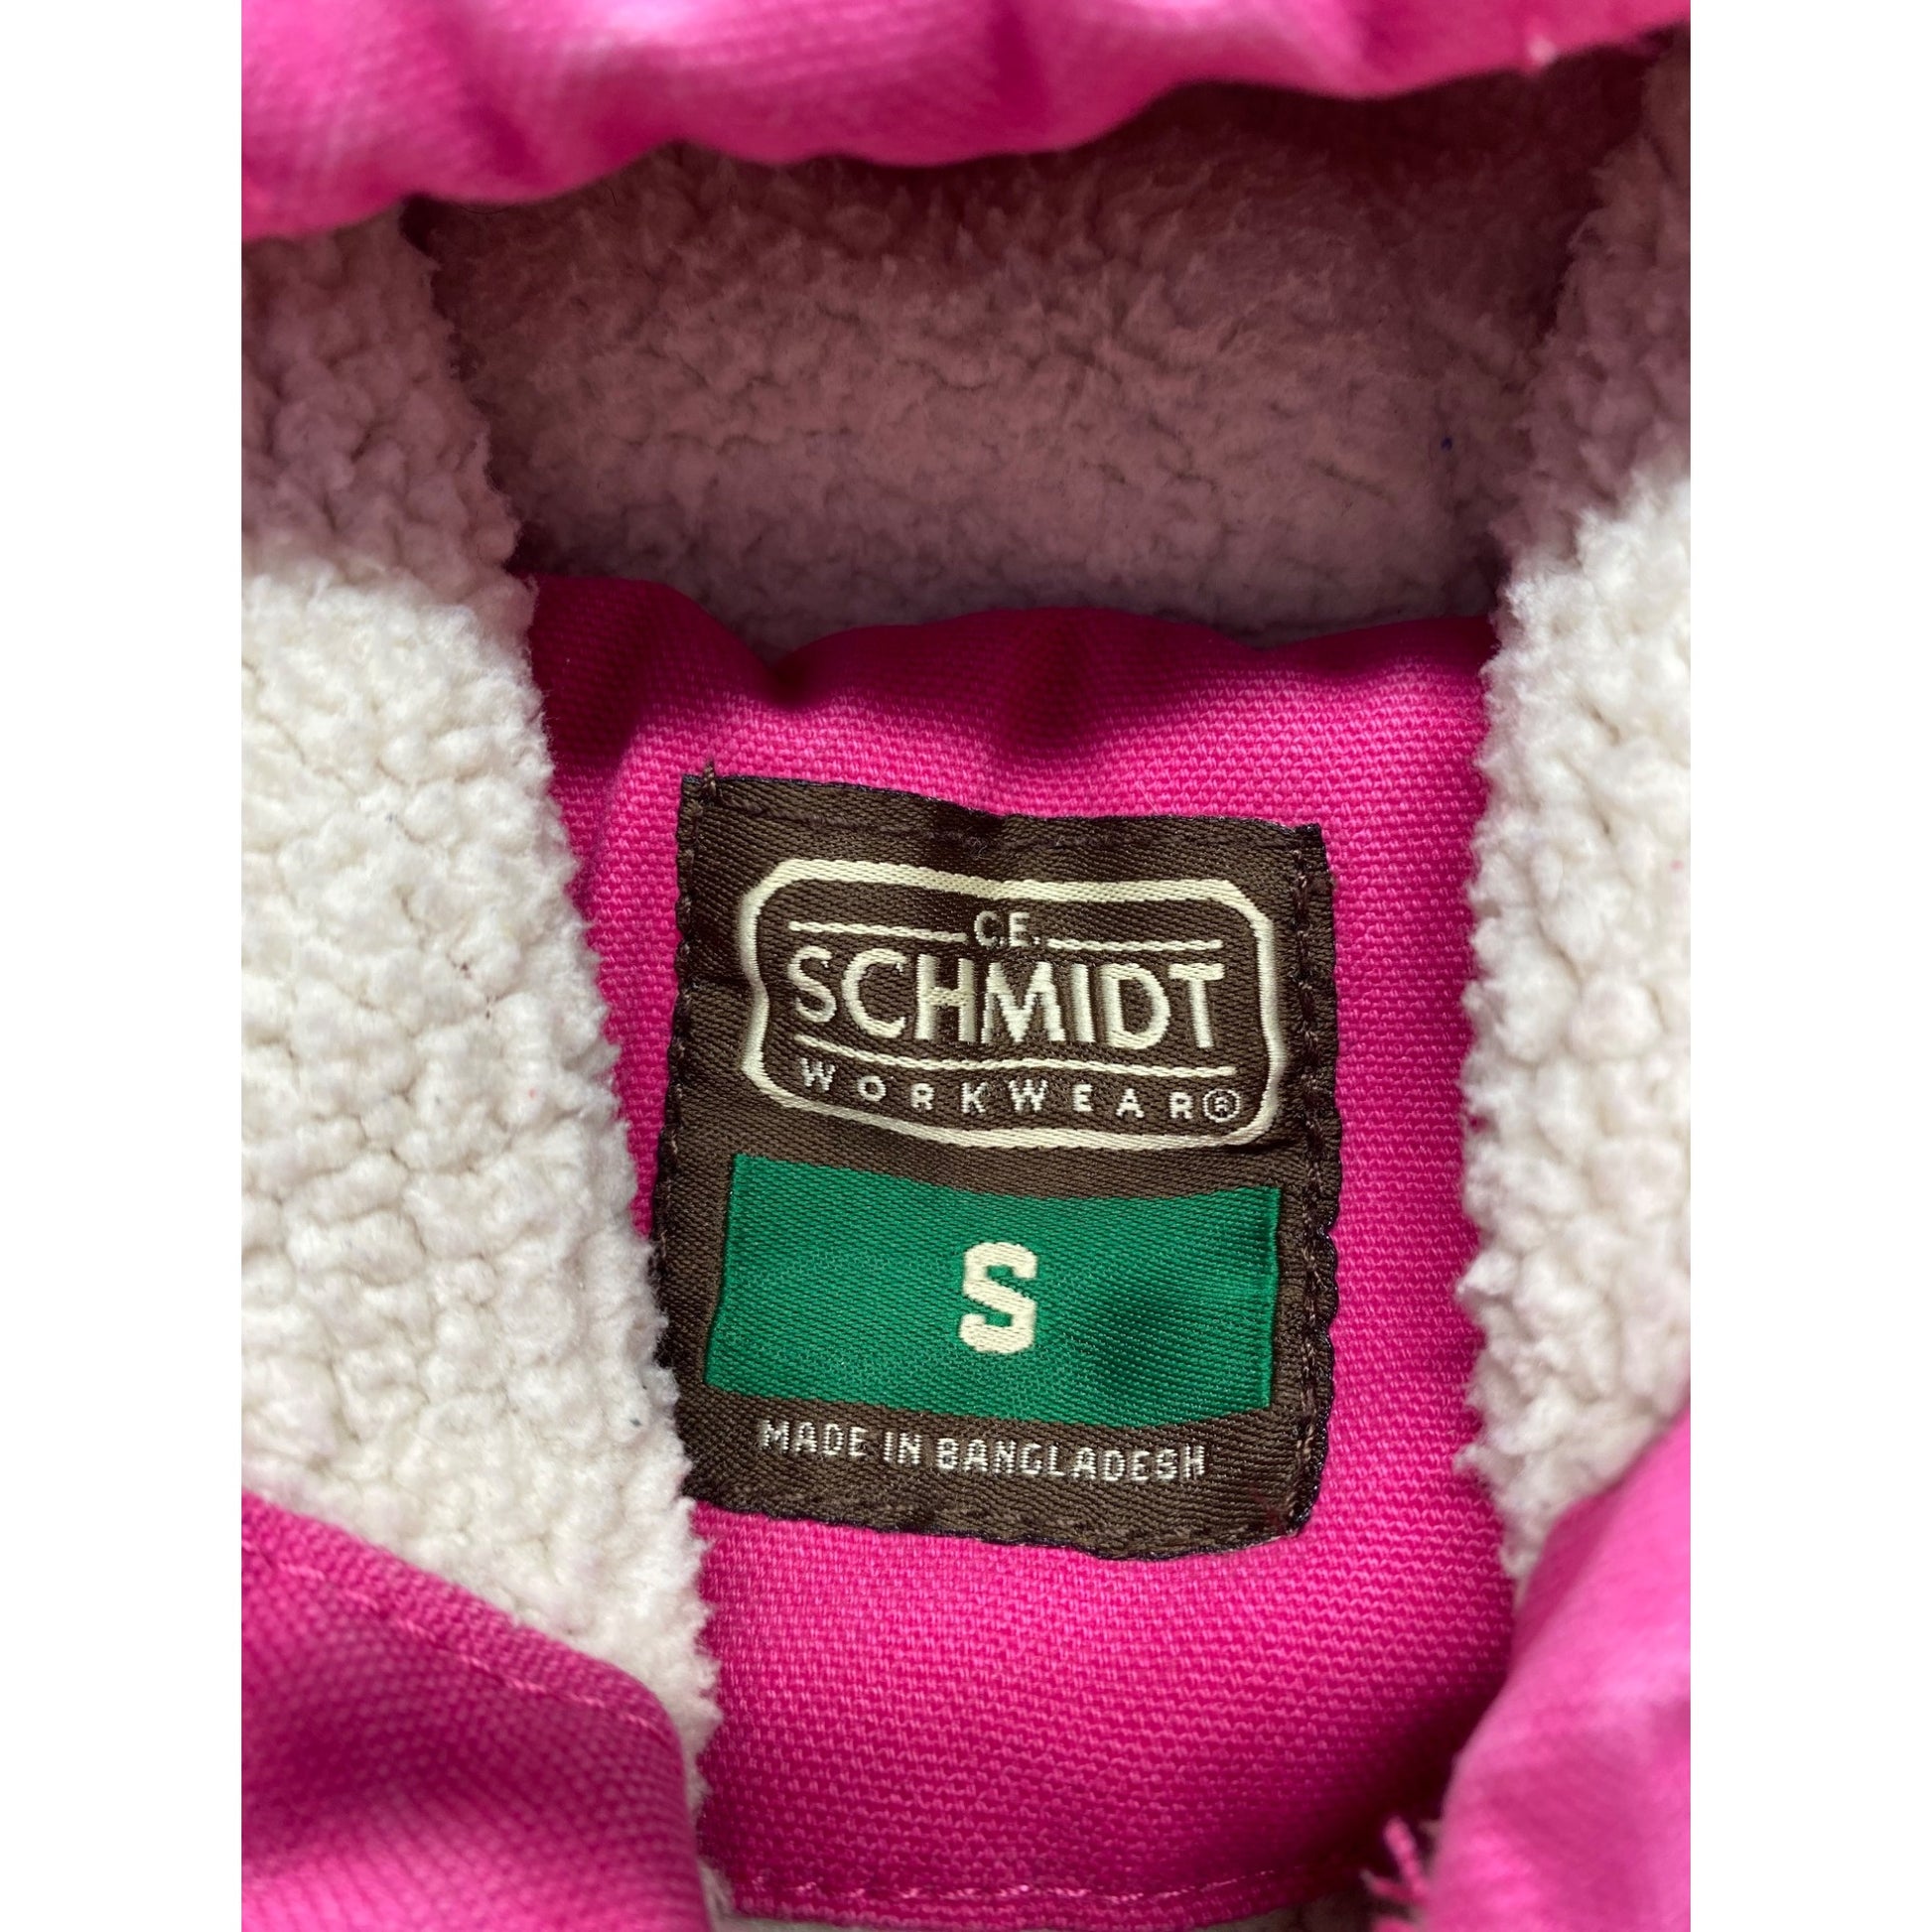 C.E.
SCHMIDT
WORKWEAR®
S
MADE IN BANGLADESH